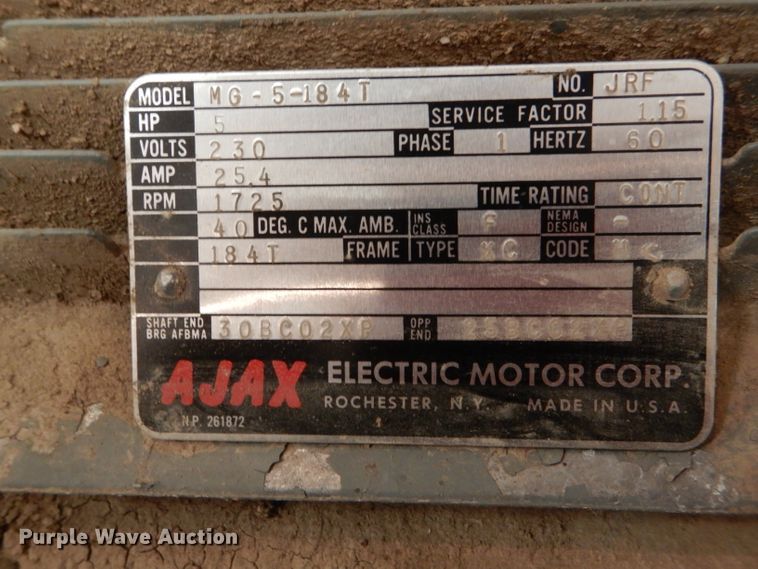 MODEL MG-5-184T NO. JRF
HP 5 SERVICE FACTOR 1.15
VOLTS 230 PHASE 1 HERTZ 60
AMP 25.4
RPM 1725 TIME RATING CONT
40 DEG. C MAX. AMB. INS CLASS F NEMA DESIGN -
184T FRAME TYPE CODE
SHAFT END BRG AFBMA 30BC02XP OPP END
AJAX ELECTRIC MOTOR CORP.
ROCHESTER, N.Y. MADE IN U.S.A.
N.P. 261872
Purple Wave Auction